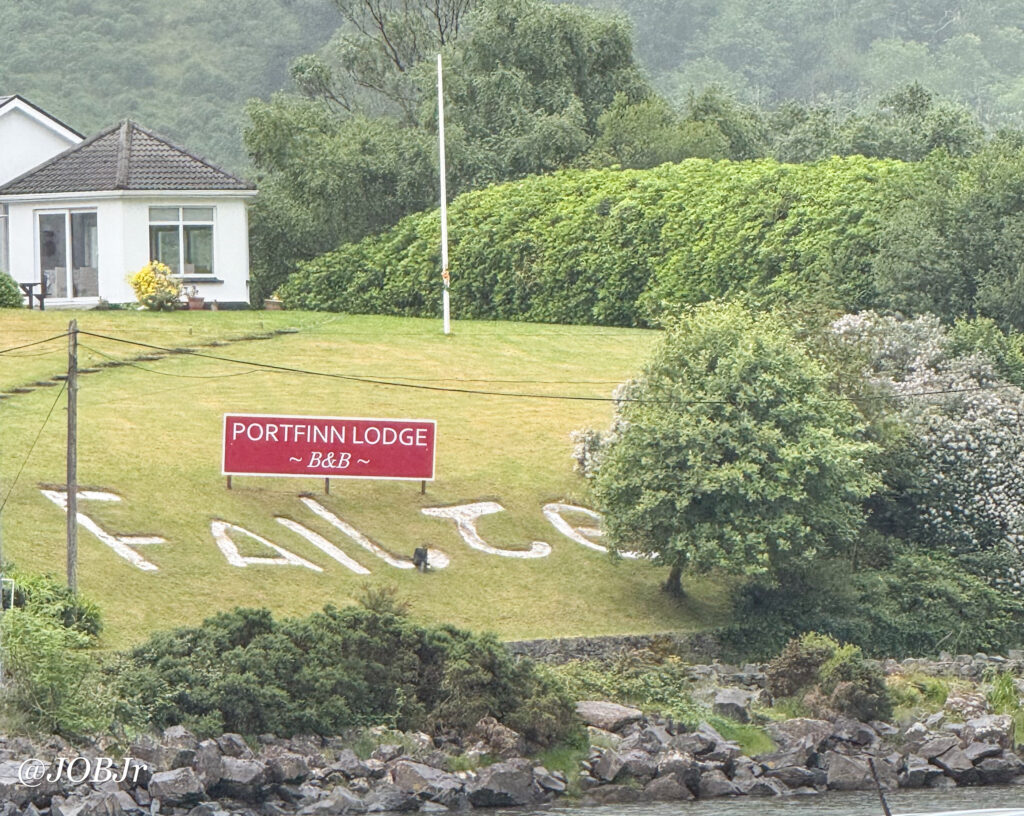 PORTFINN LODGE
~ B&B ~
Failte
@JOBJr